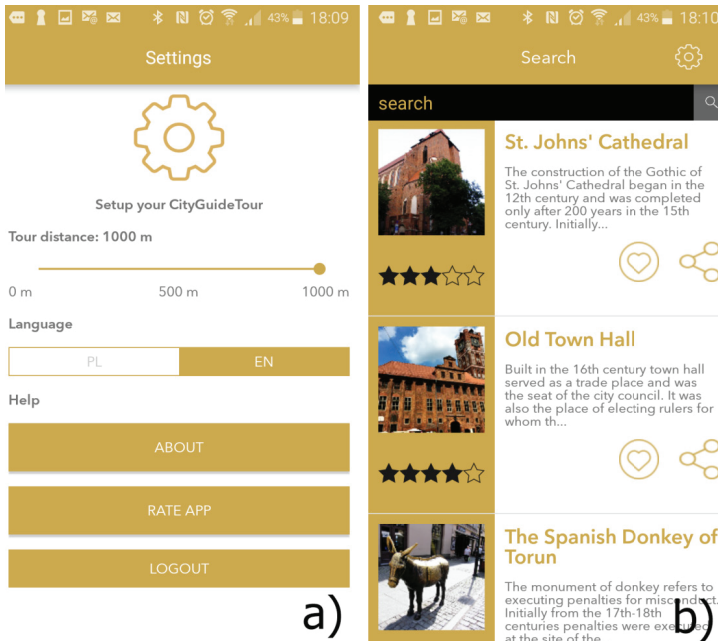 43% 18:09
Settings
Setup your CityGuideTour
Tour distance: 1000 m
0 m 500 m 1000 m
Language
PL EN
Help
ABOUT
RATE APP
LOGOUT
a)
43% 18:10
Search
search
St. Johns' Cathedral
The construction of the Gothic of
St. Johns' Cathedral began in the
12th century and was completed
only after 200 years in the 15th
century. Initially...
Old Town Hall
Built in the 16th century town hall
served as a trade place and was
the seat of the city council. It was
also the place of electing rulers for
whom th...
The Spanish Donkey of
Torun
The monument of donkey refers to
executing penalties for misconduct.
Initially from the 17th-18th
centuries penalties were executed
at the site of the
b)